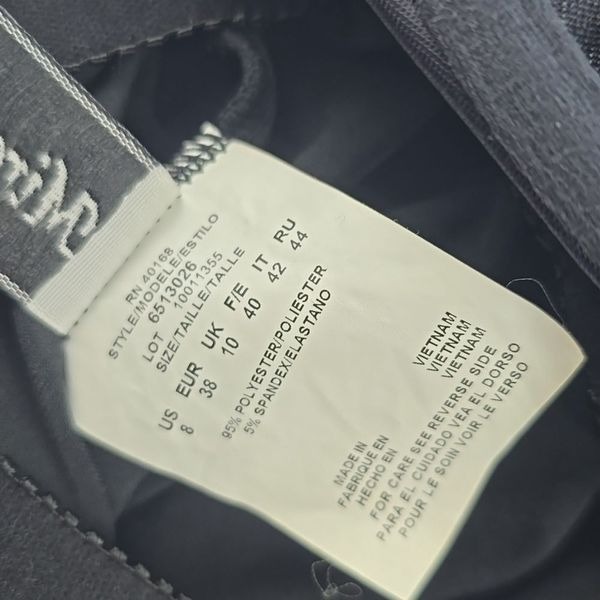 RN 40168
STYLE/MODELE/ESTILO
6513026
LOT 10011355
SIZE/TAILLE/TALLE
US EUR UK F/E IT RU
8 38 10 40 42 44
95% POLYESTER/POLIESTER
5% SPANDEX/ELASTANO
VIETNAM
VIETNAM
VIETNAM
MADE IN
FABRIQUE EN
HECHO EN
FOR CARE SEE REVERSE SIDE
PARA EL CUIDADO VEA EL DORSO
POUR LE SOIN VOIR LE VERSO